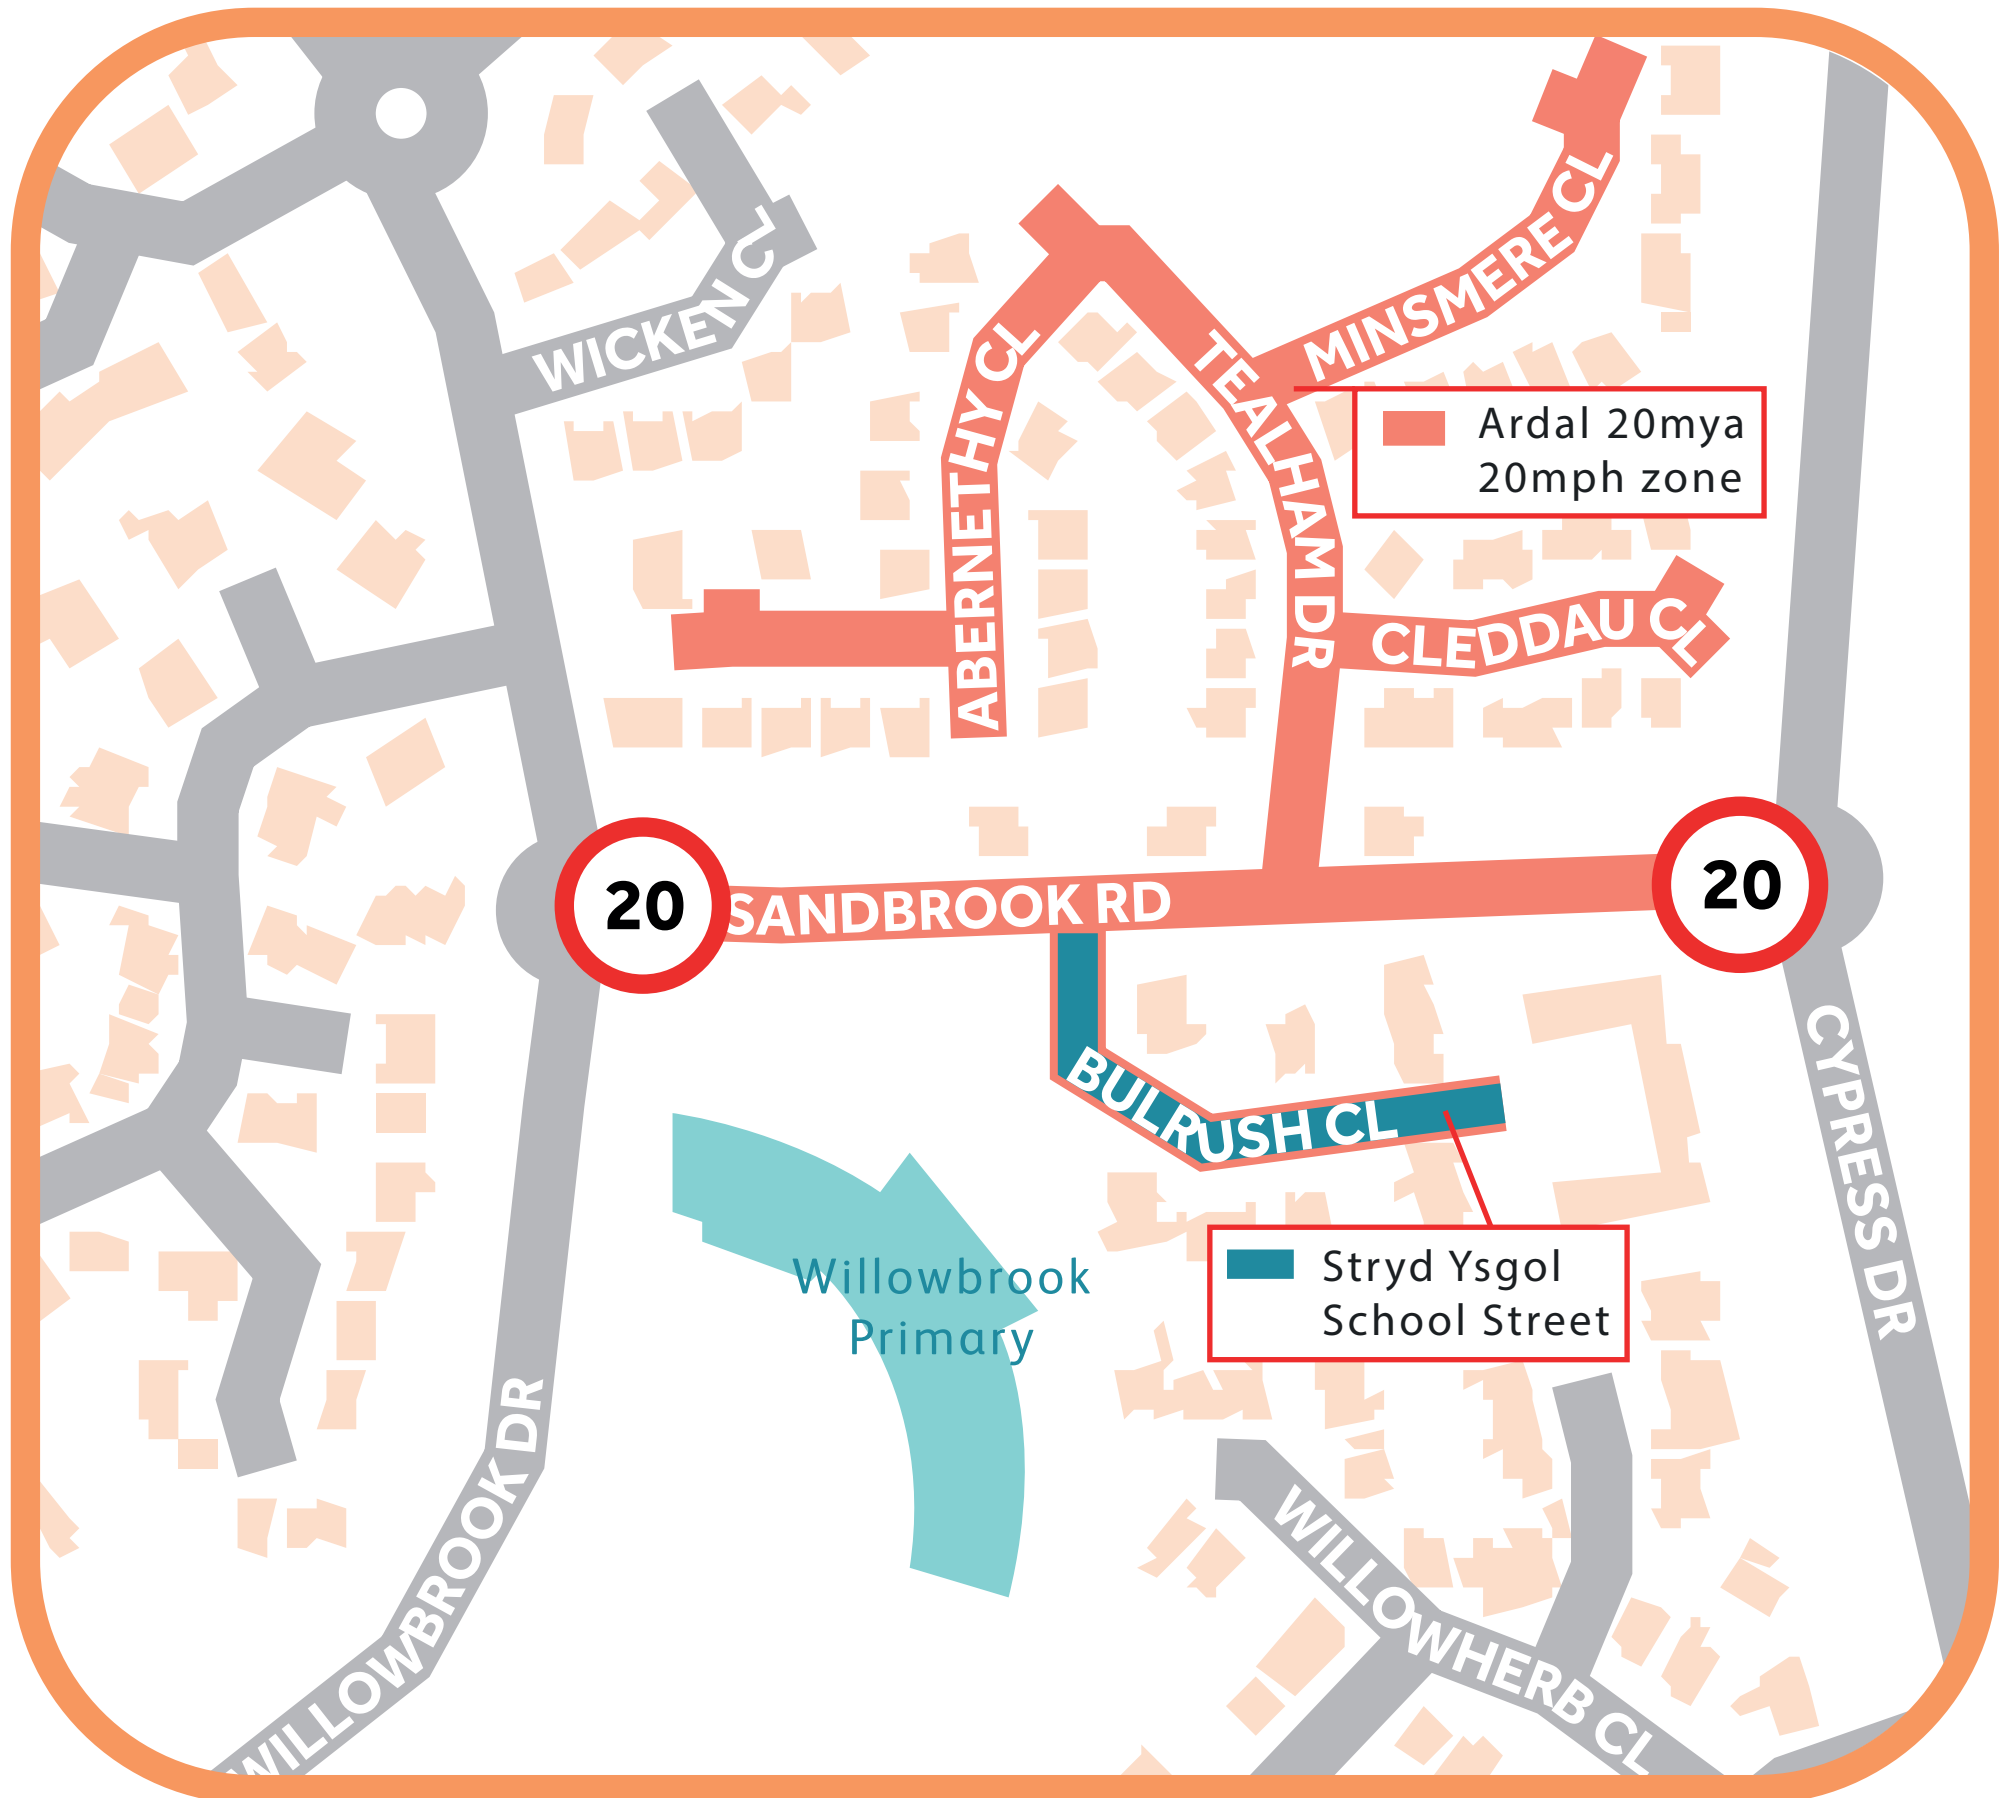 WICKEN CL
ABERNETHY CL
TEALHAM DR
MINSMERE CL
Ardal 20mya
20mph zone
CLEDDAU CL
20
SANDBROOK RD
20
BULRUSH CL
CYPRESS DR
Willowbrook
Primary
Stryd Ysgol
School Street
WILLOWBROOK DR
WILLOWHERB CL